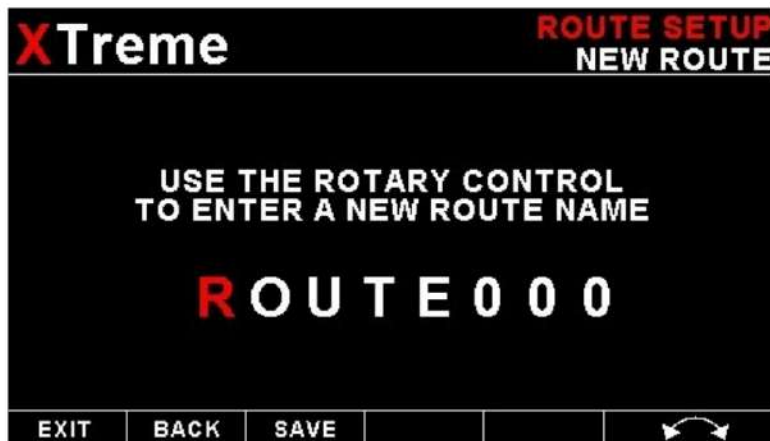 XTreme
ROUTE SETUP
NEW ROUTE
USE THE ROTARY CONTROL
TO ENTER A NEW ROUTE NAME
ROUTE000
EXIT BACK SAVE